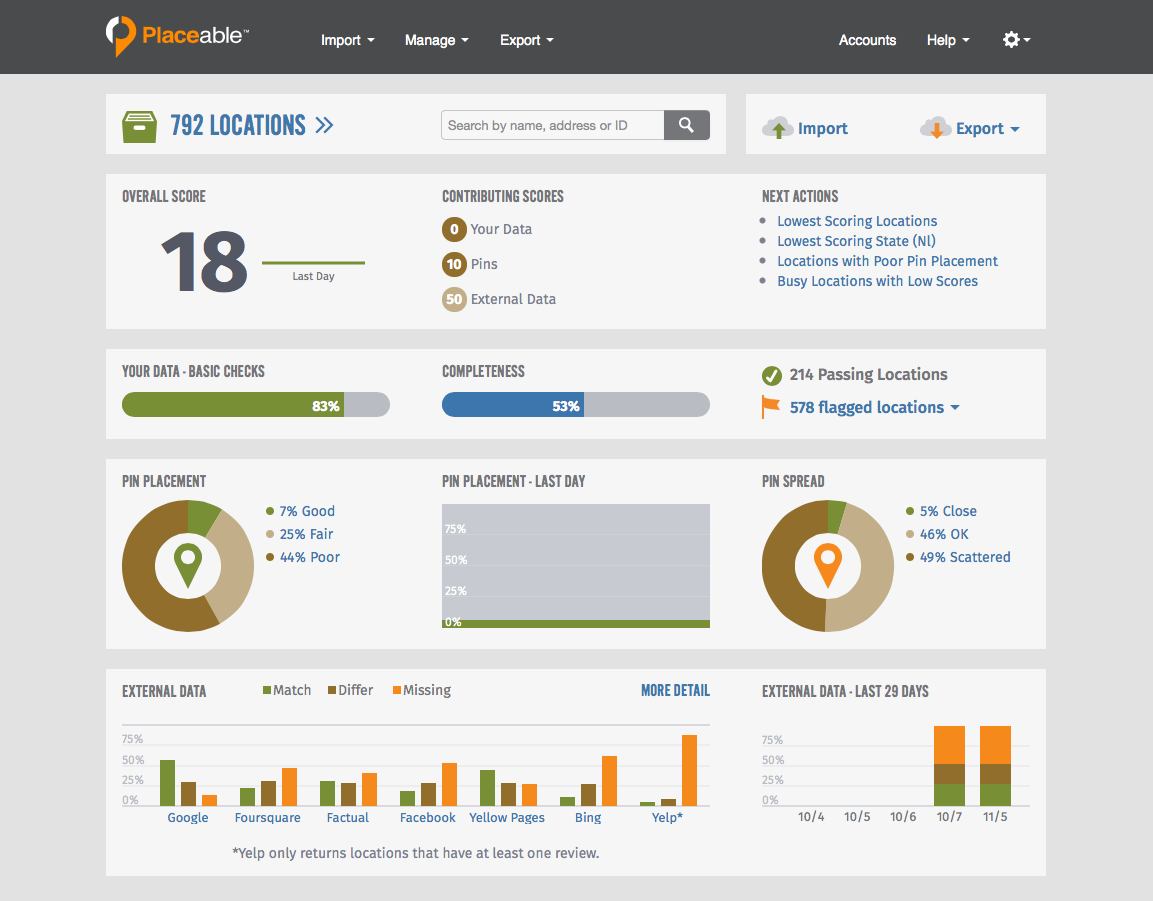 Placeable™
Import
Manage
Export
Accounts
Help
792 LOCATIONS
Search by name, address or ID
Import
Export
OVERALL SCORE
18
Last Day
CONTRIBUTING SCORES
0 Your Data
10 Pins
50 External Data
NEXT ACTIONS
Lowest Scoring Locations
Lowest Scoring State (Nl)
Locations with Poor Pin Placement
Busy Locations with Low Scores
YOUR DATA - BASIC CHECKS
83%
COMPLETENESS
53%
214 Passing Locations
578 flagged locations
PIN PLACEMENT
7% Good
25% Fair
44% Poor
PIN PLACEMENT - LAST DAY
75%
50%
25%
0%
PIN SPREAD
5% Close
46% OK
49% Scattered
EXTERNAL DATA
Match
Differ
Missing
MORE DETAIL
75%
50%
25%
0%
Google
Foursquare
Factual
Facebook
Yellow Pages
Bing
Yelp*
*Yelp only returns locations that have at least one review.
EXTERNAL DATA - LAST 29 DAYS
75%
50%
25%
0%
10/4
10/5
10/6
10/7
11/5